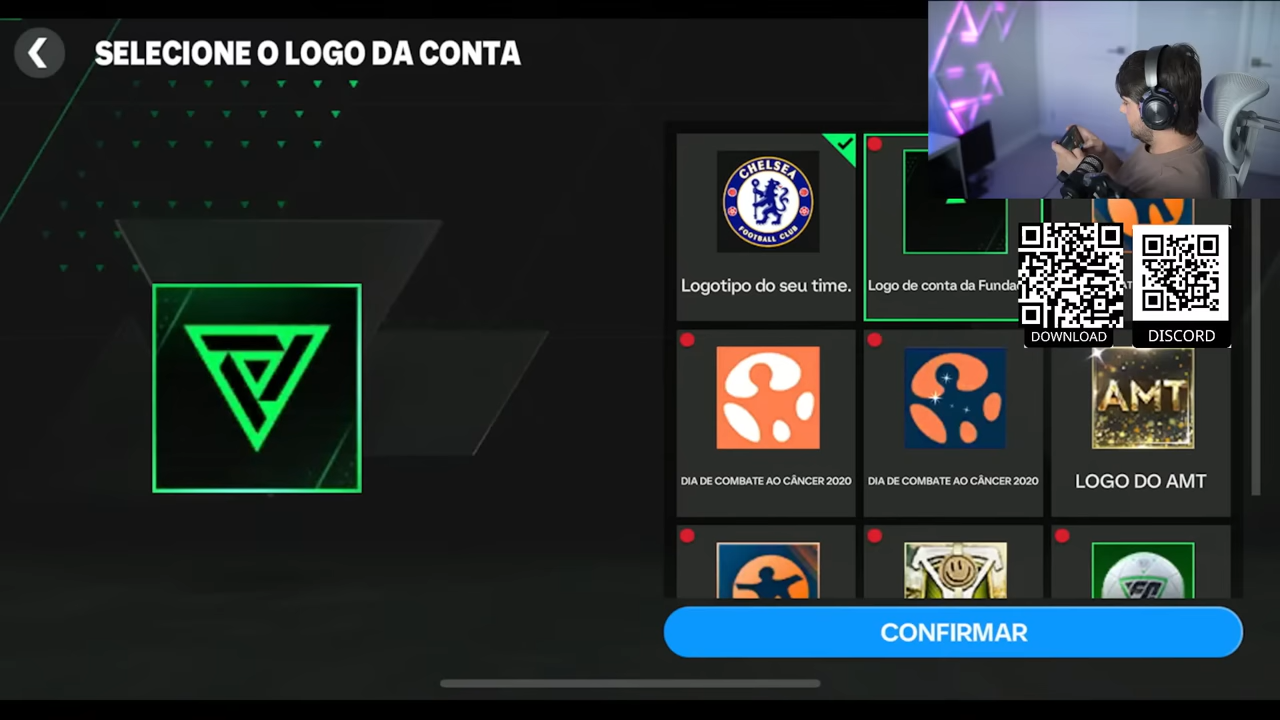 SELECIONE O LOGO DA CONTA
CHELSEA
FOOTBALL CLUB
Logotipo do seu time.
Logo de conta da Funda
DOWNLOAD
DISCORD
AMT
DIA DE COMBATE AO CÂNCER 2020
DIA DE COMBATE AO CÂNCER 2020
LOGO DO AMT
CONFIRMAR